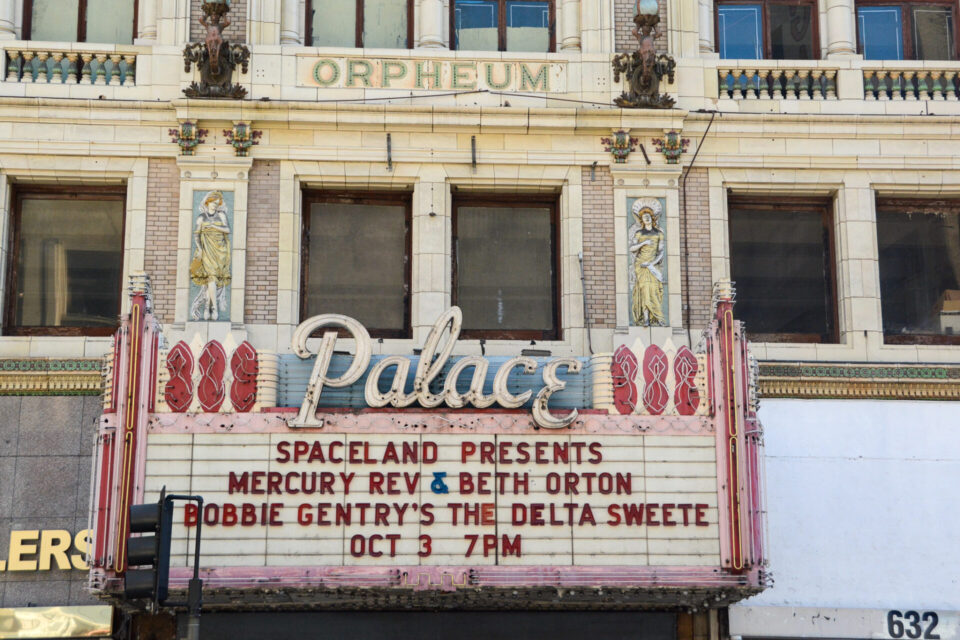 ORPHEUM
Palace
SPACELAND PRESENTS
MERCURY REV & BETH ORTON
BOBBIE GENTRY'S THE DELTA SWEETE
OCT 3 7PM
LERS
632